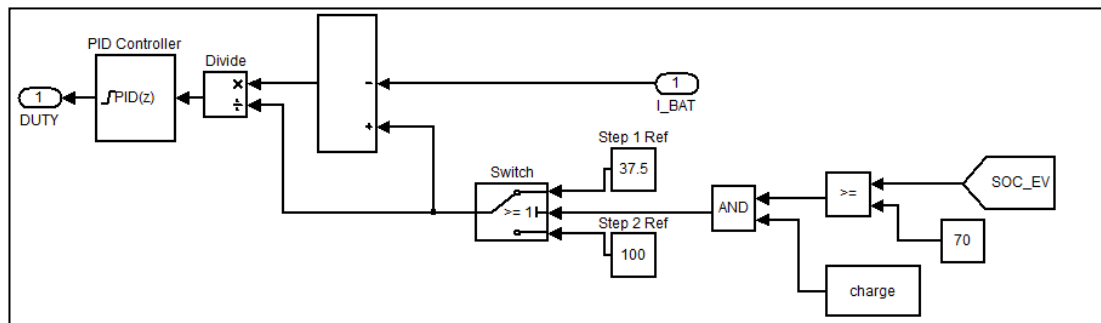 PID Controller
PID(z)
1
DUTY
Divide
×
÷
-
+
1
I_BAT
Step 1 Ref
37.5
Switch
>= 1
Step 2 Ref
100
AND
>=
SOC_EV
70
charge